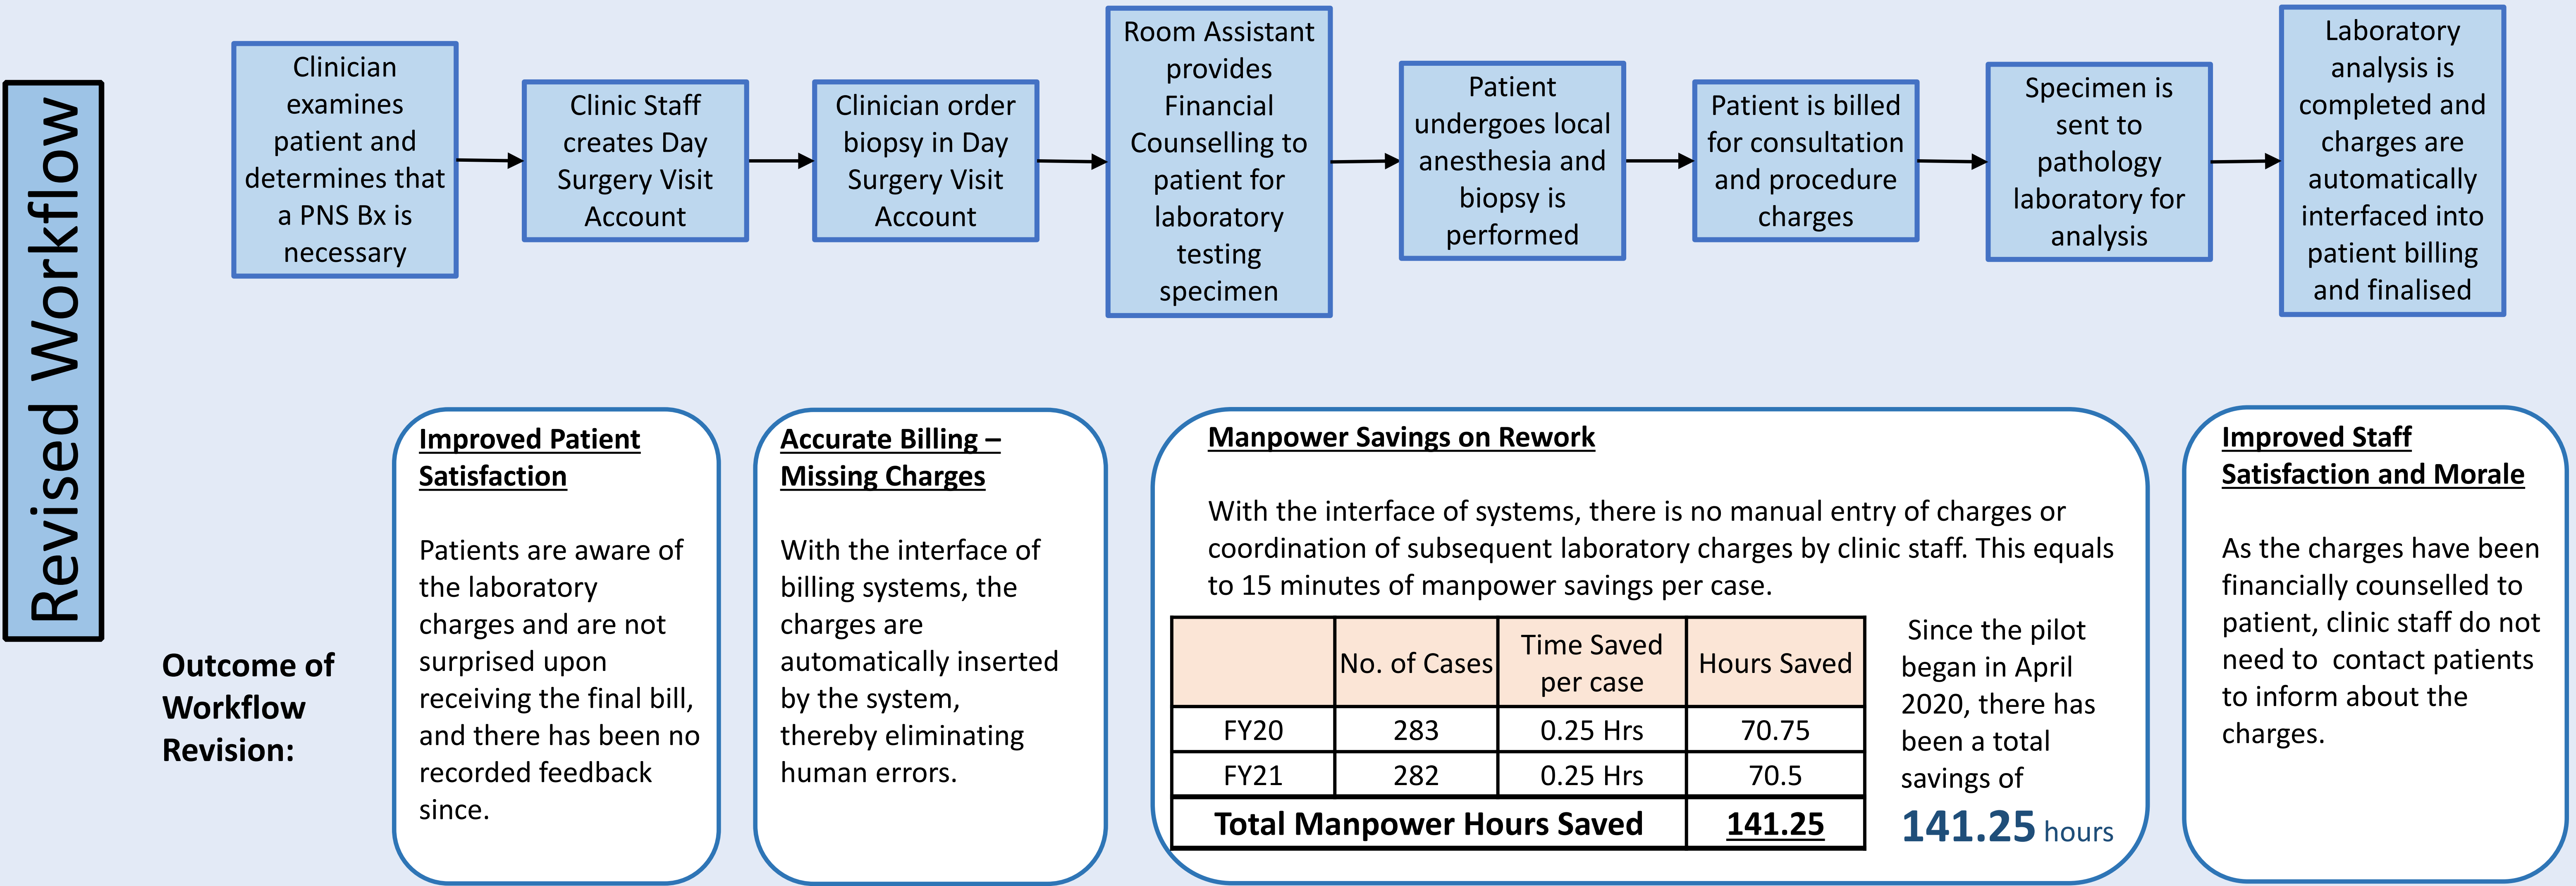 Revised Workflow
Clinician
examines
patient and
determines that
a PNS Bx is
necessary
Clinic Staff
creates Day
Surgery Visit
Account
Clinician order
biopsy in Day
Surgery Visit
Account
Room Assistant
provides
Financial
Counselling to
patient for
laboratory
testing
specimen
Patient
undergoes local
anesthesia and
biopsy is
performed
Patient is billed
for consultation
and procedure
charges
Specimen is
sent to
pathology
laboratory for
analysis
Laboratory
analysis is
completed and
charges are
automatically
interfaced into
patient billing
and finalised
Outcome of
Workflow
Revision:
Improved Patient
Satisfaction
Patients are aware of
the laboratory
charges and are not
surprised upon
receiving the final bill,
and there has been no
recorded feedback
since.
Accurate Billing –
Missing Charges
With the interface of
billing systems, the
charges are
automatically inserted
by the system,
thereby eliminating
human errors.
Manpower Savings on Rework
With the interface of systems, there is no manual entry of charges or
coordination of subsequent laboratory charges by clinic staff. This equals
to 15 minutes of manpower savings per case.
No. of Cases
Time Saved
per case
Hours Saved
FY20 283 0.25 Hrs 70.75
FY21 282 0.25 Hrs 70.5
Total Manpower Hours Saved 141.25
Since the pilot
began in April
2020, there has
been a total
savings of
141.25 hours
Improved Staff
Satisfaction and Morale
As the charges have been
financially counselled to
patient, clinic staff do not
need to contact patients
to inform about the
charges.